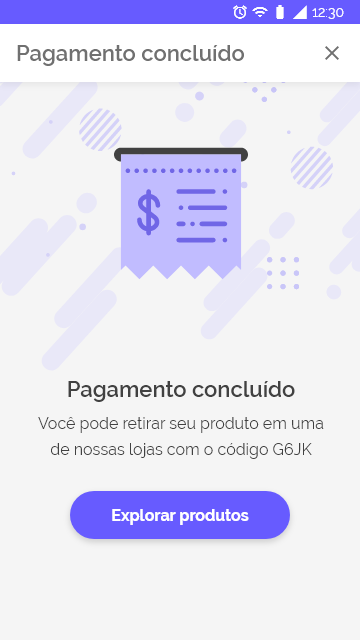 12:30
Pagamento concluído
$
Pagamento concluído
Você pode retirar seu produto em uma
de nossas lojas com o código G6JK
Explorar produtos